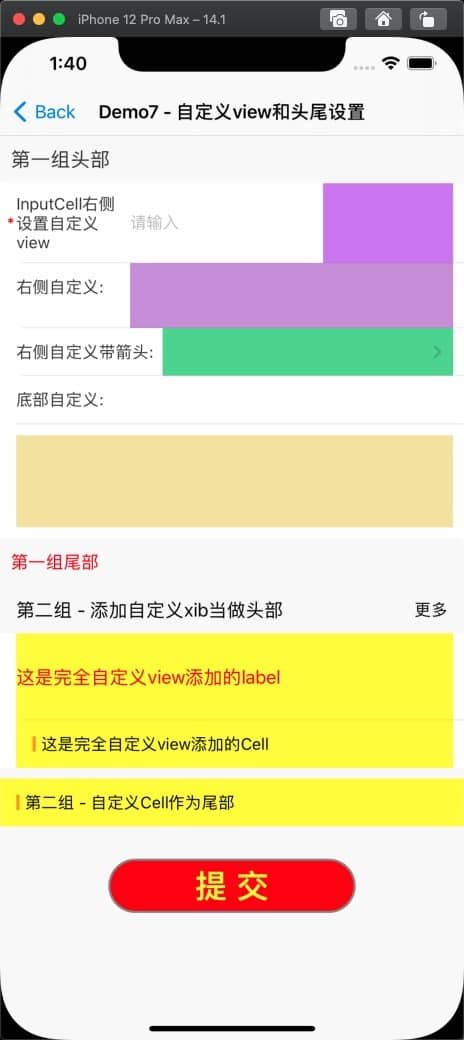 iPhone 12 Pro Max – 14.1
1:40
Back
Demo7 - 自定义view和头尾设置
第一组头部
InputCell右侧
*设置自定义
view
请输入
右侧自定义:
右侧自定义带箭头:
底部自定义:
第一组尾部
第二组 - 添加自定义xib当做头部
更多
这是完全自定义view添加的label
这是完全自定义view添加的Cell
第二组 - 自定义Cell作为尾部
提 交